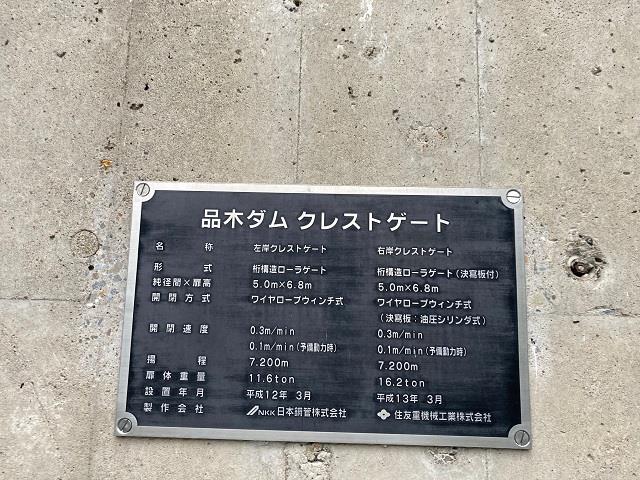 品木ダム クレストゲート
名称 左岸クレストゲート 右岸クレストゲート
形式 桁構造ローラゲート 桁構造ローラゲート(決寫板付)
純径間×扉高 5.0m×6.8m 5.0m×6.8m
開閉方式 ワイヤロープウィンチ式 ワイヤロープウィンチ式
(決寫板:油圧シリンダ式)
開閉速度 0.3m/min 0.3m/min
0.1m/min(予備動力時) 0.1m/min(予備動力時)
揚程 7.200m 7.200m
扉体重量 11.6ton 16.2ton
設置年月 平成12年 3月 平成13年 3月
製作会社 NKK日本鋼管株式会社 住友重機械工業株式会社